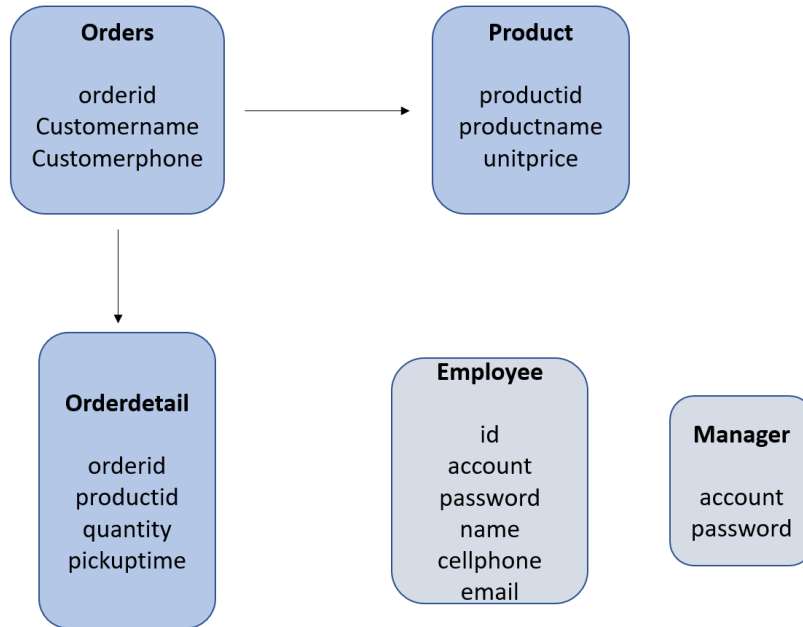 Orders
orderid
Customername
Customerphone
Product
productid
productname
unitprice
Orderdetail
orderid
productid
quantity
pickuptime
Employee
id
account
password
name
cellphone
email
Manager
account
password